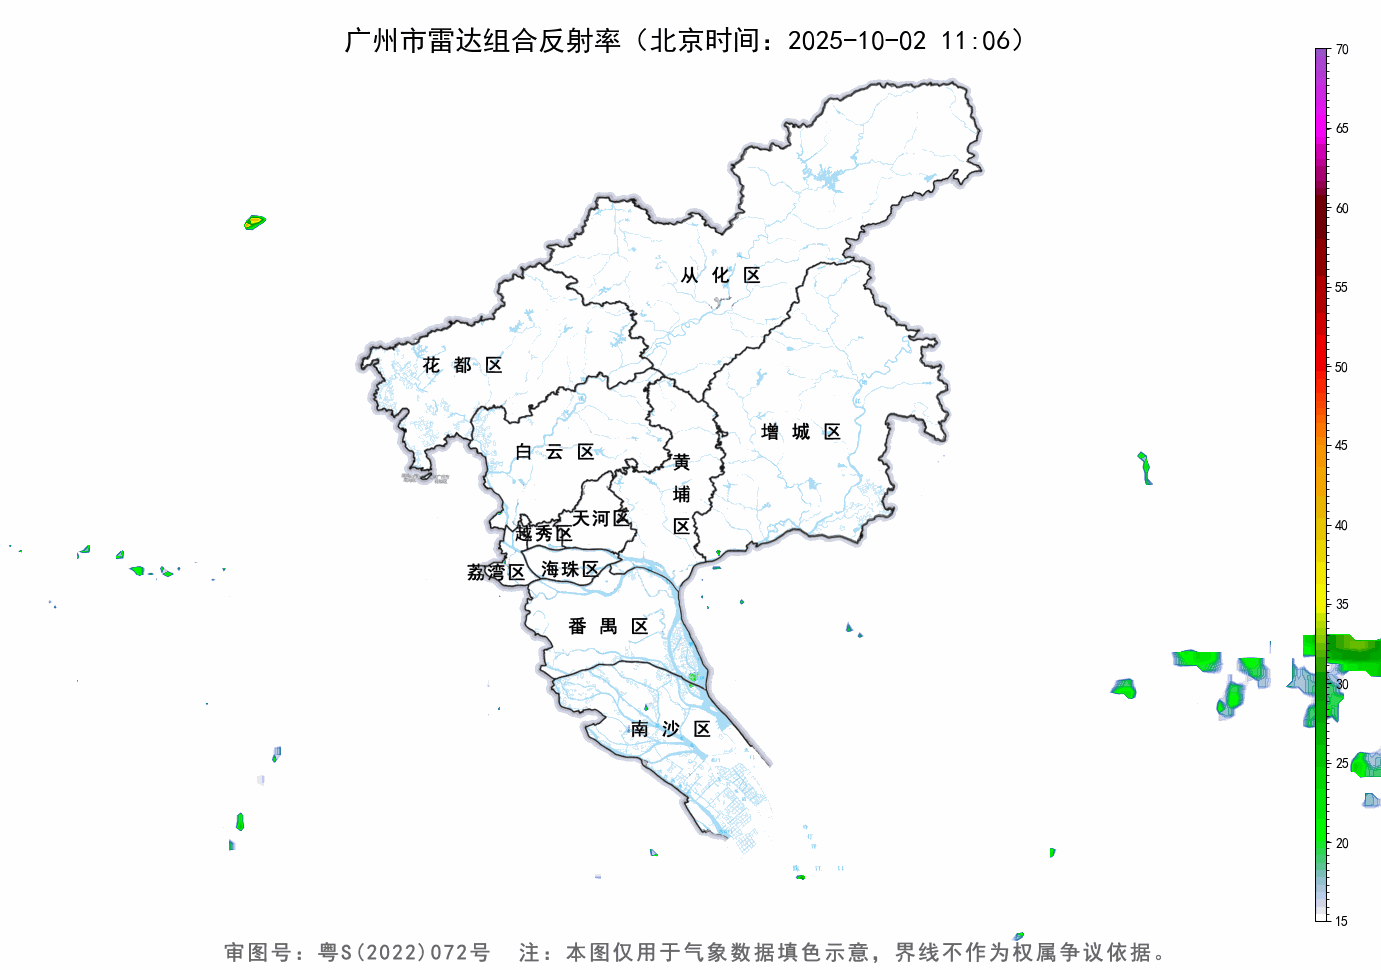 广州市雷达组合反射率（北京时间：2025-10-02 11:06）
70
65
60
55
50
45
40
35
30
25
20
15
从化区
花都区
增城区
白云区
黄埔区
天河区
越秀区
荔湾区
海珠区
番禺区
南沙区
审图号：粤S(2022)072号 注：本图仅用于气象数据填色示意，界线不作为权属争议依据。